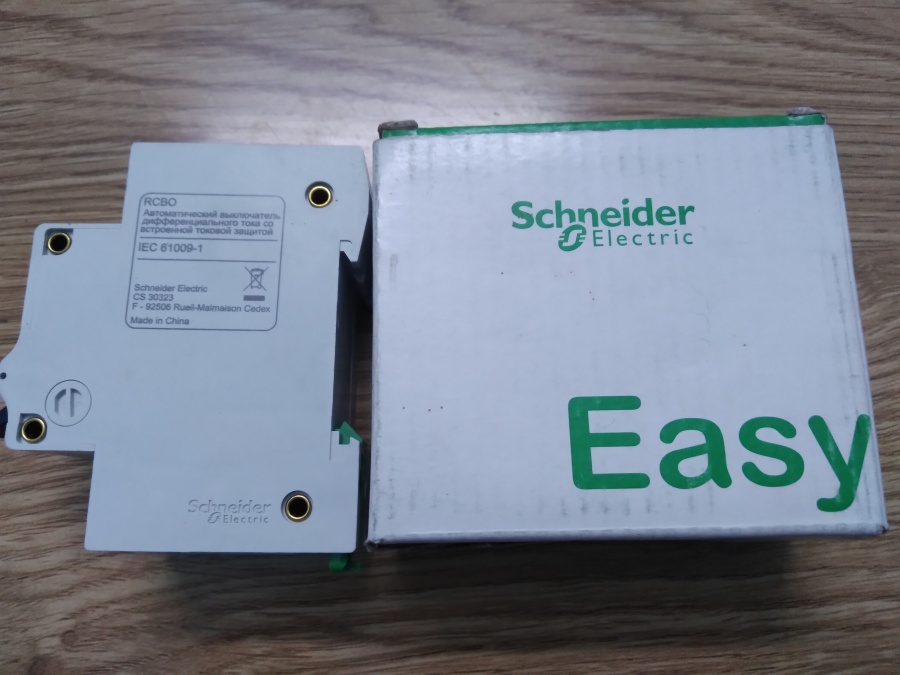 RCBO
Автоматический выключатель
дифференциального тока со
встроенной токовой защитой
IEC 61009-1
Schneider Electric
CS 30323
F - 92506 Rueil-Malmaison Cedex
Made in China
Schneider
Electric
Schneider
Electric
Easy